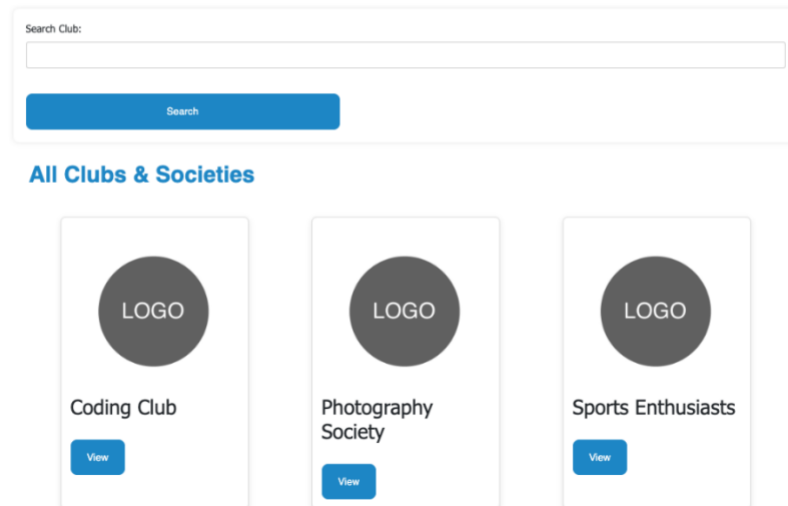 Search Club:
Search
All Clubs & Societies
LOGO
LOGO
LOGO
Coding Club
Photography
Society
Sports Enthusiasts
View
View
View